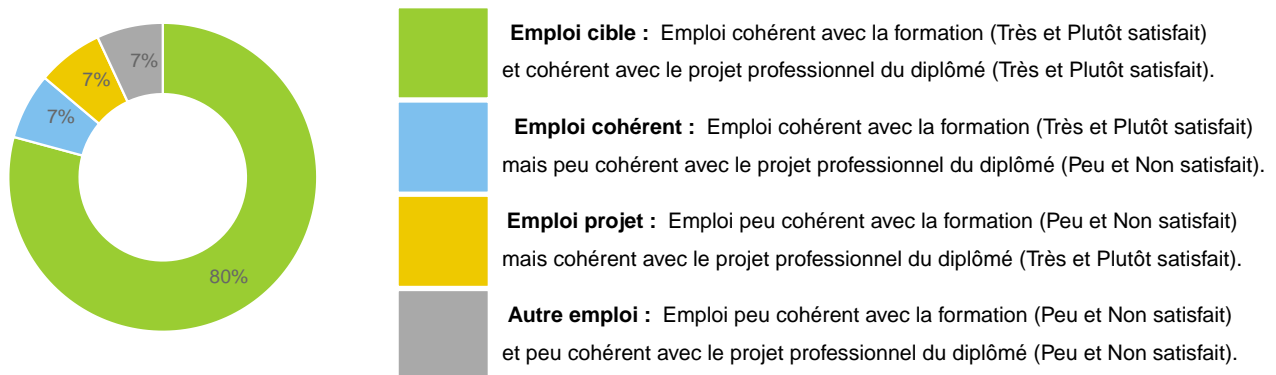 7%
7%
7%
80%
Emploi cible : Emploi cohérent avec la formation (Très et Plutôt satisfait)
et cohérent avec le projet professionnel du diplômé (Très et Plutôt satisfait).
Emploi cohérent : Emploi cohérent avec la formation (Très et Plutôt satisfait)
mais peu cohérent avec le projet professionnel du diplômé (Peu et Non satisfait).
Emploi projet : Emploi peu cohérent avec la formation (Peu et Non satisfait)
mais cohérent avec le projet professionnel du diplômé (Très et Plutôt satisfait).
Autre emploi : Emploi peu cohérent avec la formation (Peu et Non satisfait)
et peu cohérent avec le projet professionnel du diplômé (Peu et Non satisfait).